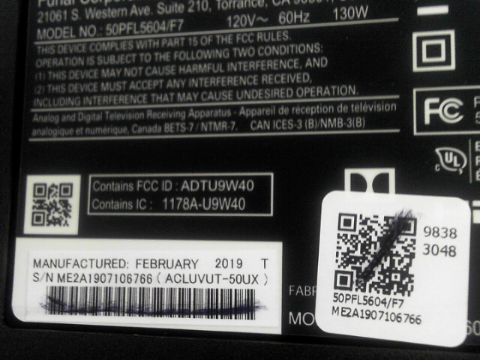 21061 S. Western Ave. Suite 210, Torrance, CA
MODEL NO.: 50PFL5604/F7 120V~ 60Hz 130W
THIS DEVICE COMPLIES WITH PART 15 OF THE FCC RULES.
OPERATION IS SUBJECT TO THE FOLLOWING TWO CONDITIONS:
(1) THIS DEVICE MAY NOT CAUSE HARMFUL INTERFERENCE, AND
(2) THIS DEVICE MUST ACCEPT ANY INTERFERENCE RECEIVED,
INCLUDING INTERFERENCE THAT MAY CAUSE UNDESIRED OPERATION.
Analog and Digital Television Receiving Apparatus - Appareil de réception de télévision
analogique et numérique, Canada BETS-7 / NTMR-7. CAN ICES-3 (B)/NMB-3(B)
FC
UL
Contains FCC ID : ADTU9W40
Contains IC : 1178A-U9W40
MANUFACTURED: FEBRUARY 2019 T
S/N ME2A1907106766 ( ACLUVUT-50UX )
9838
3048
50PFL5604/F7
ME2A1907106766
FABR
MO